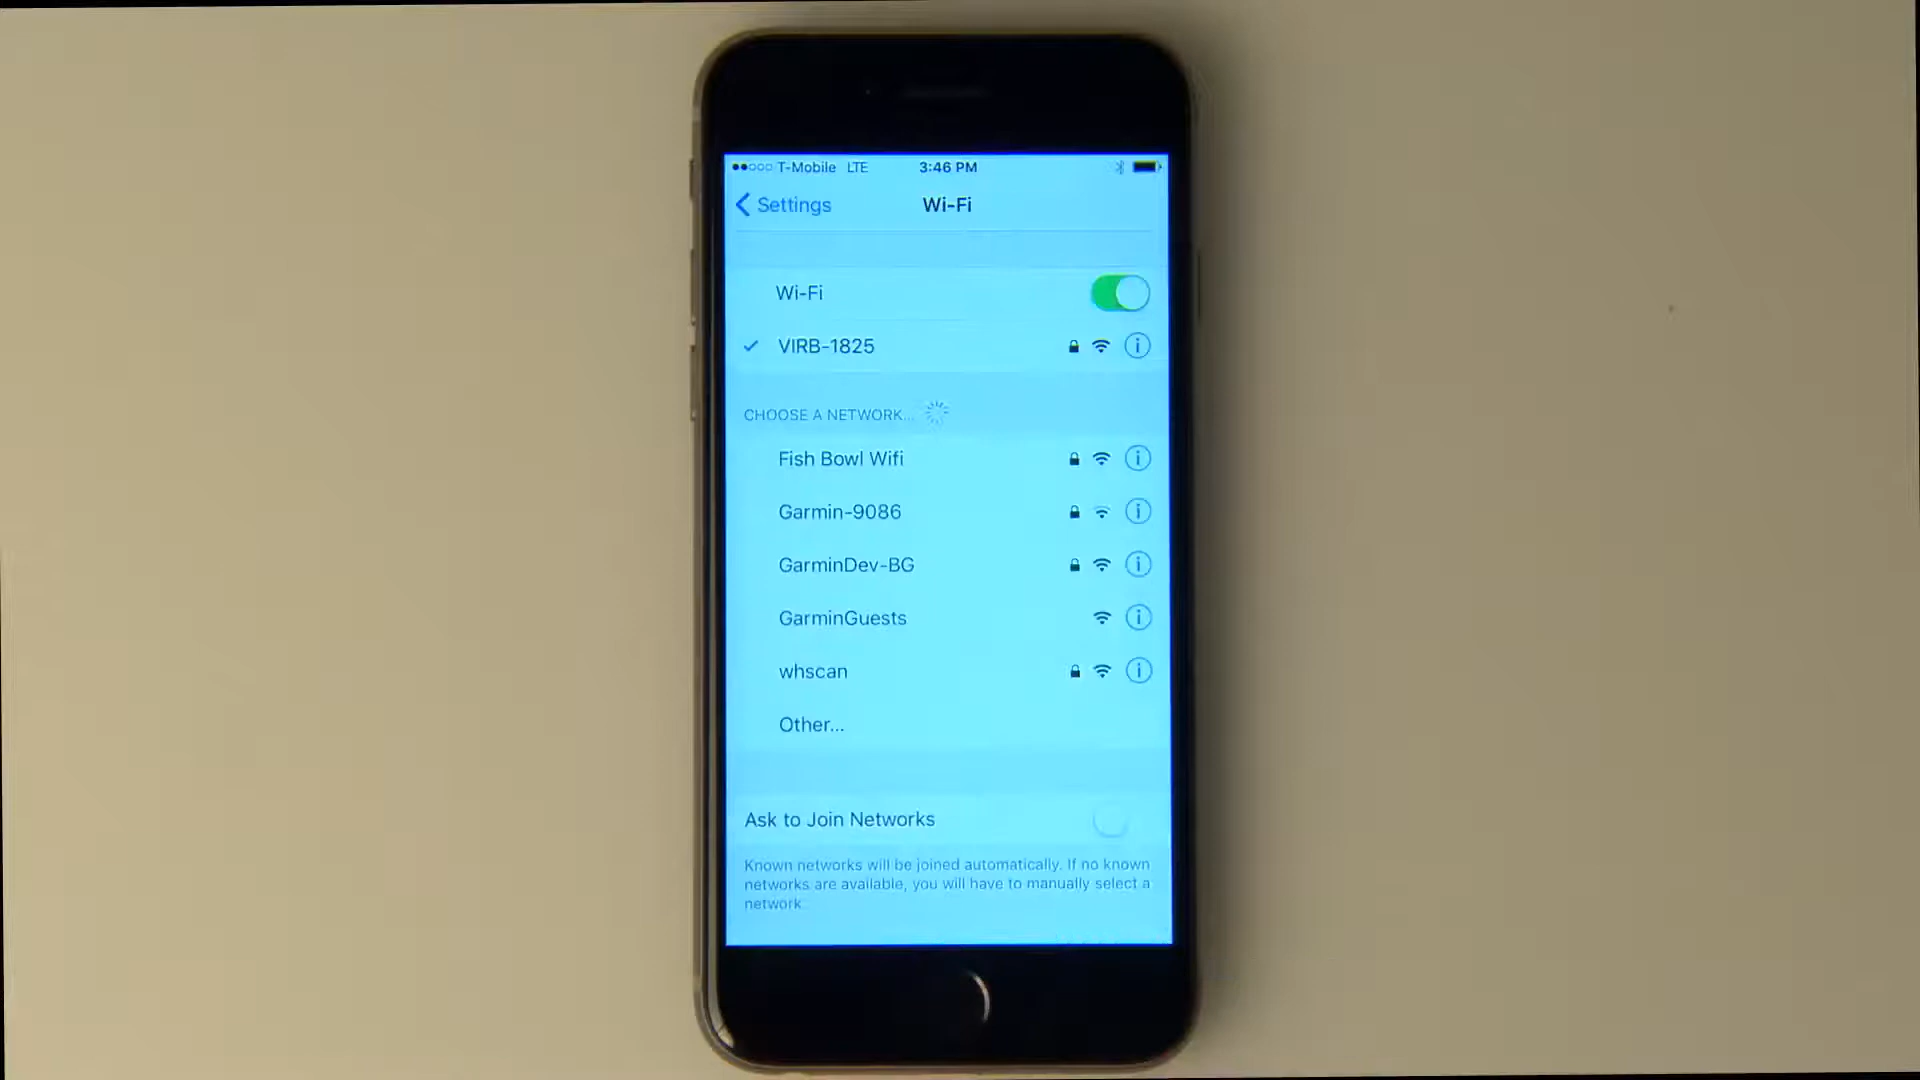 T-Mobile LTE 3:46 PM
Settings Wi-Fi
Wi-Fi
VIRB-1825
CHOOSE A NETWORK...
Fish Bowl Wifi
Garmin-9086
GarminDev-BG
GarminGuests
whscan
Other...
Ask to Join Networks
Known networks will be joined automatically. If no known
networks are available, you will have to manually select a
network.